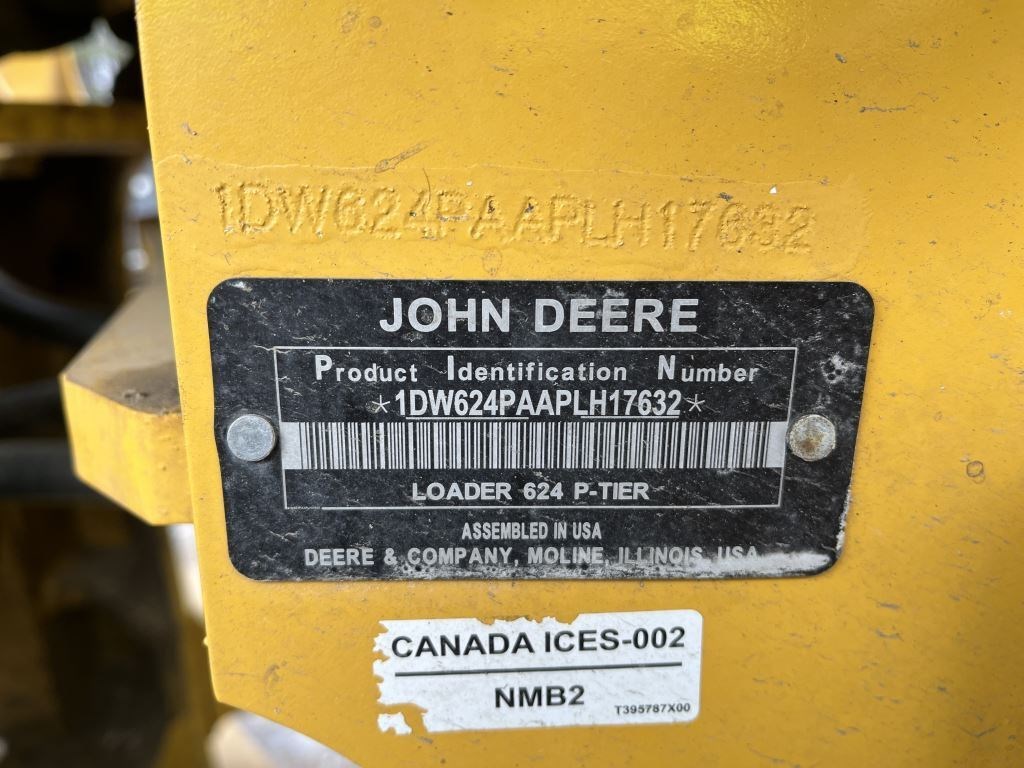 1DW624PAAPLH17632
JOHN DEERE
Product Identification Number
*1DW624PAAPLH17632*
LOADER 624 P-TIER
ASSEMBLED IN USA
DEERE & COMPANY, MOLINE, ILLINOIS, USA
CANADA ICES-002
NMB2
T395787X00